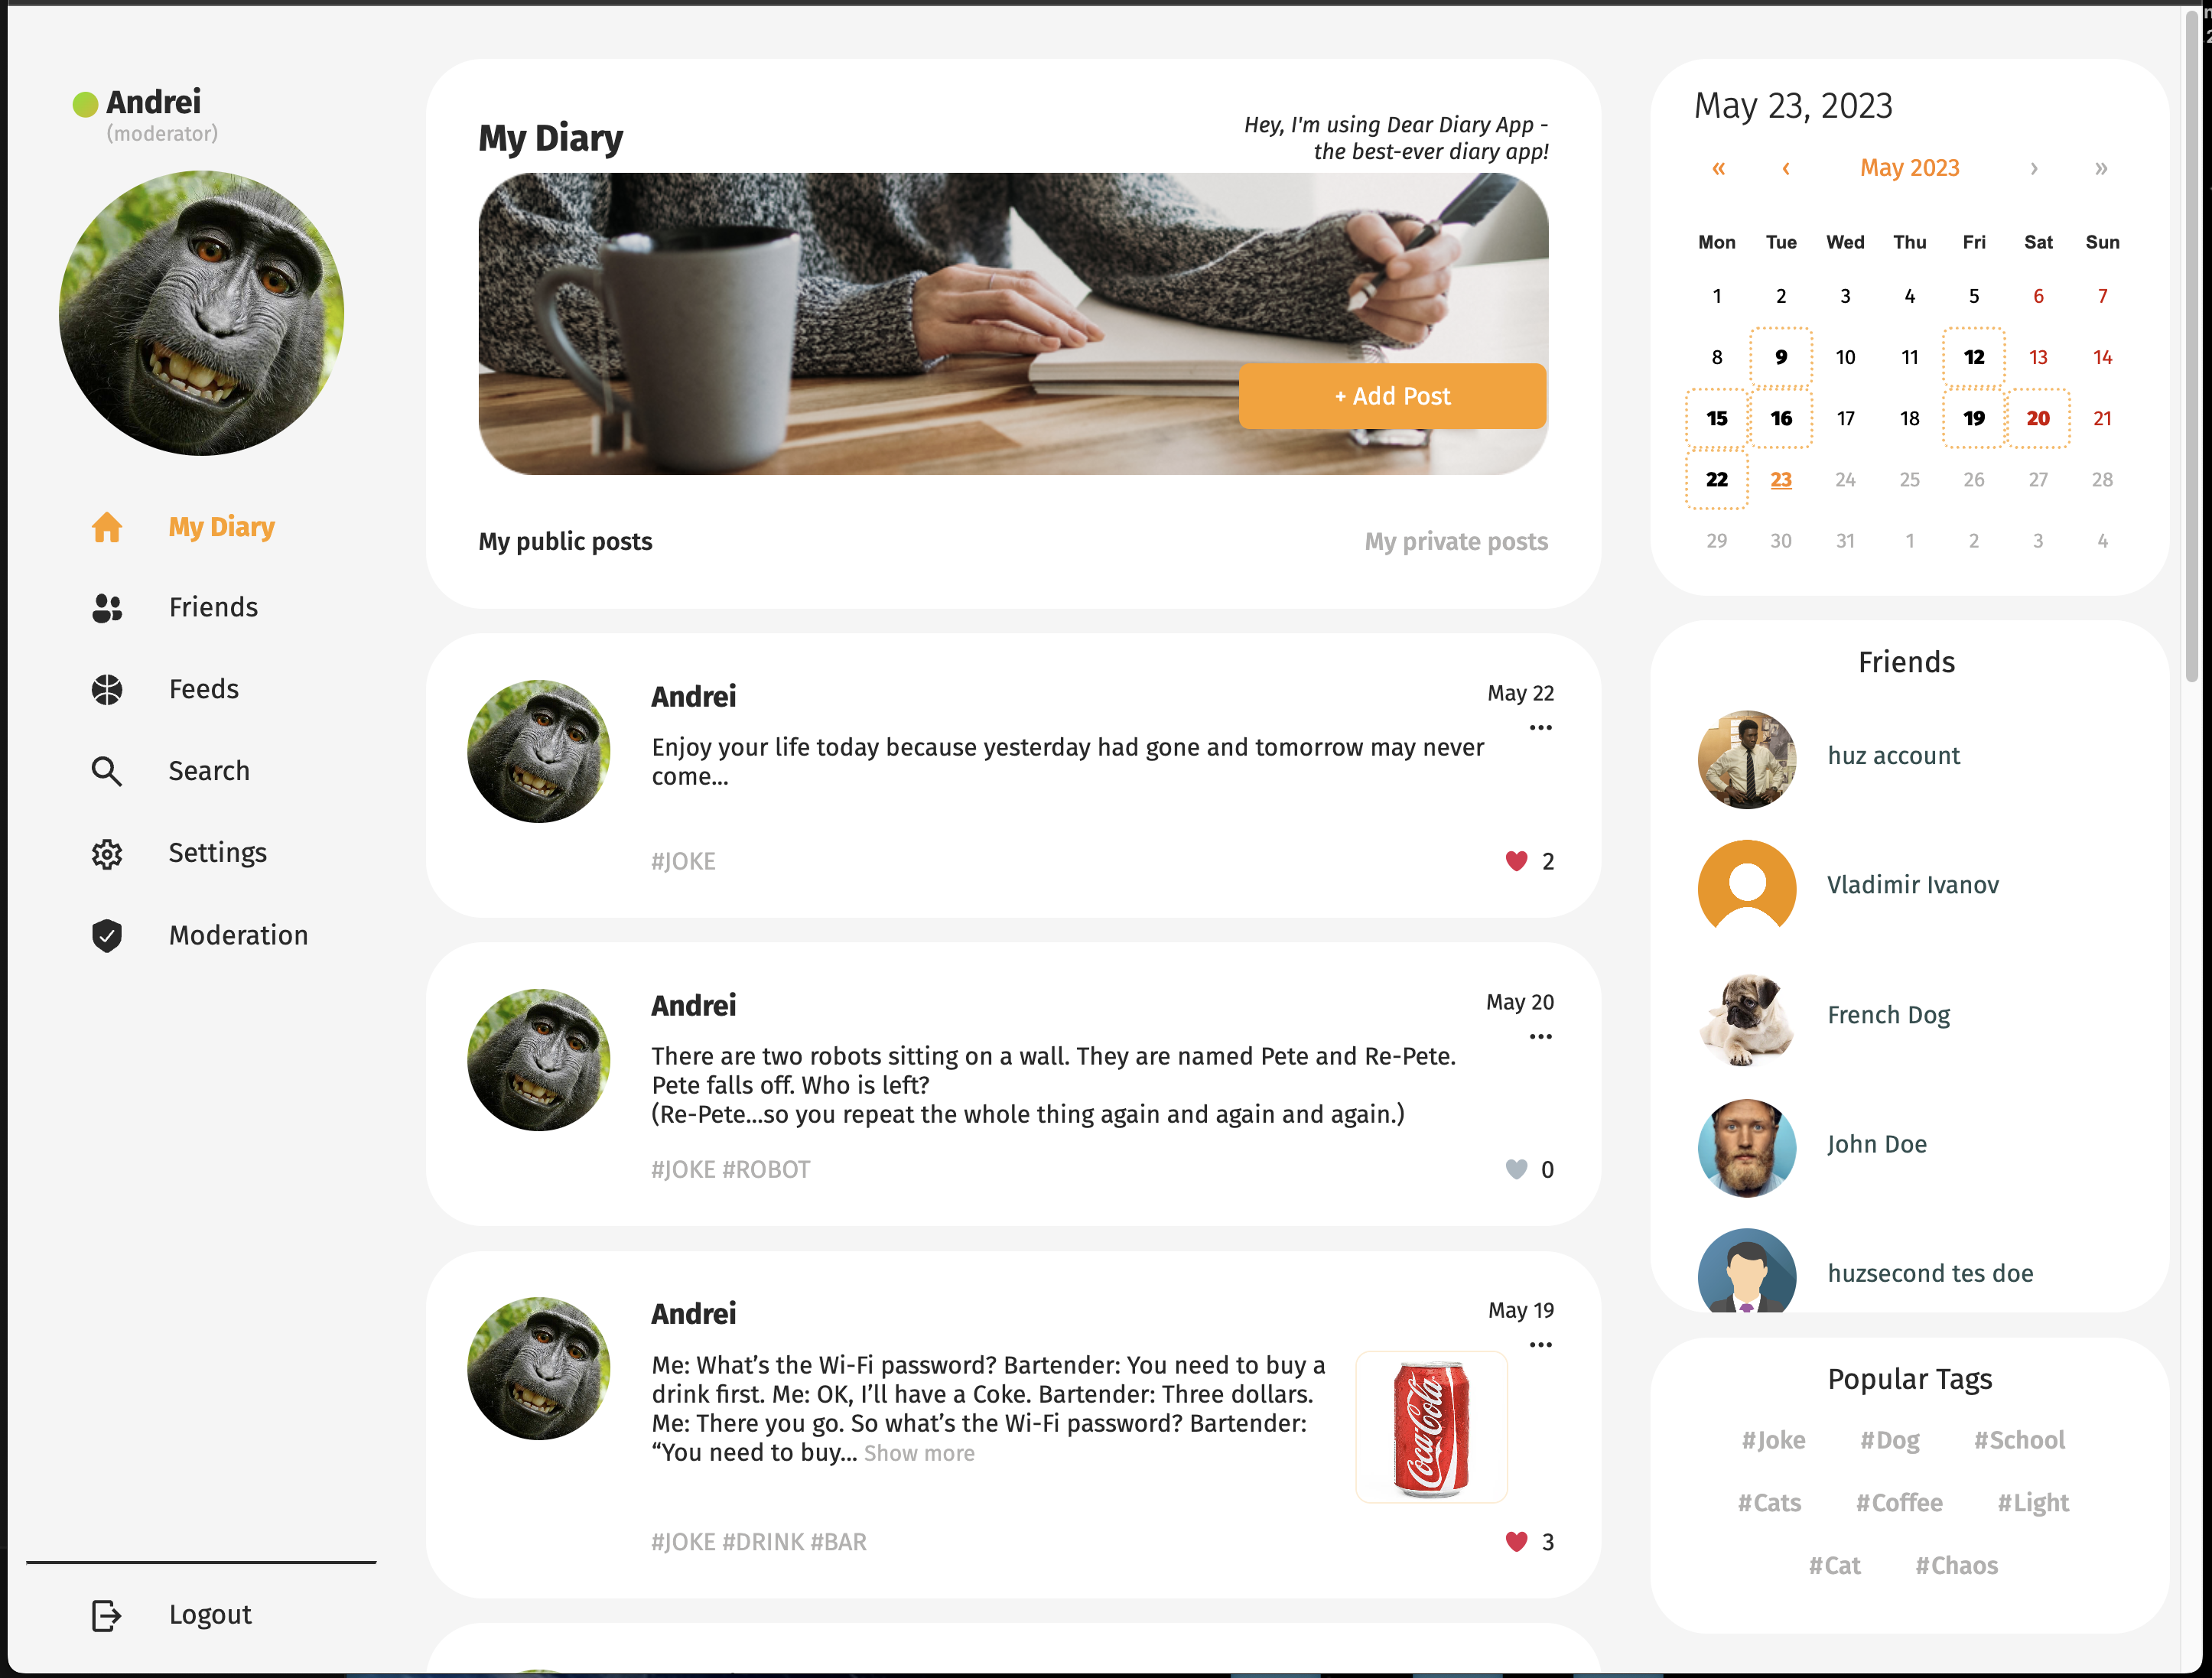 Andrei
(moderator)
My Diary
Friends
Feeds
Search
Settings
Moderation
Logout
My Diary
Hey, I'm using Dear Diary App -
the best-ever diary app!
+ Add Post
My public posts
My private posts
Andrei
May 22
...
Enjoy your life today because yesterday had gone and tomorrow may never
come...
#JOKE
2
Andrei
May 20
...
There are two robots sitting on a wall. They are named Pete and Re-Pete.
Pete falls off. Who is left?
(Re-Pete...so you repeat the whole thing again and again and again.)
#JOKE #ROBOT
0
Andrei
May 19
...
Me: What’s the Wi-Fi password? Bartender: You need to buy a
drink first. Me: OK, I’ll have a Coke. Bartender: Three dollars.
Me: There you go. So what’s the Wi-Fi password? Bartender:
“You need to buy... Show more
Coca-Cola
#JOKE #DRINK #BAR
3
May 23, 2023
« ‹ May 2023 › »
Mon Tue Wed Thu Fri Sat Sun
1 2 3 4 5 6 7
8 9 10 11 12 13 14
15 16 17 18 19 20 21
22 23 24 25 26 27 28
29 30 31 1 2 3 4
Friends
huz account
Vladimir Ivanov
French Dog
John Doe
huzsecond tes doe
Popular Tags
#Joke #Dog #School
#Cats #Coffee #Light
#Cat #Chaos